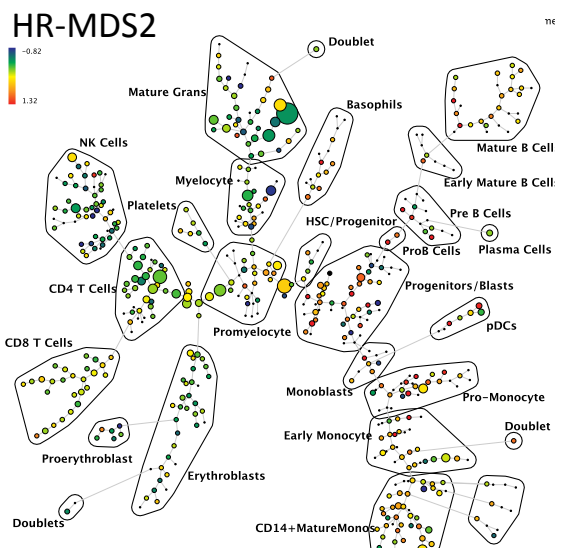 HR-MDS2
−0.82
1.32
Doublet
Mature Grans
Basophils
NK Cells
Mature B Cell
Early Mature B Cell
Myelocyte
Platelets
HSC/Progenitor
Pre B Cells
ProB Cells
Plasma Cells
CD4 T Cells
Progenitors/Blasts
Promyelocyte
pDCs
CD8 T Cells
Monoblasts
Pro-Monocyte
Early Monocyte
Doublet
Proerythroblast
Erythroblasts
Doublets
CD14+MatureMonos